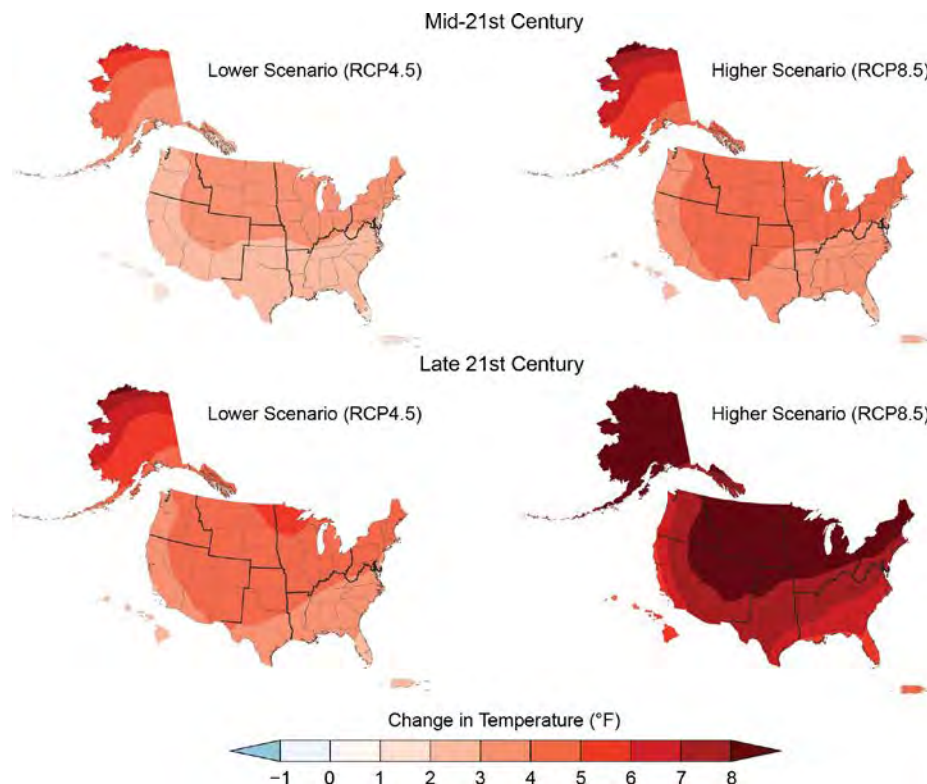 Mid-21st Century
Lower Scenario (RCP4.5)
Higher Scenario (RCP8.5)
Late 21st Century
Lower Scenario (RCP4.5)
Higher Scenario (RCP8.5)
Change in Temperature (°F)
−1 0 1 2 3 4 5 6 7 8